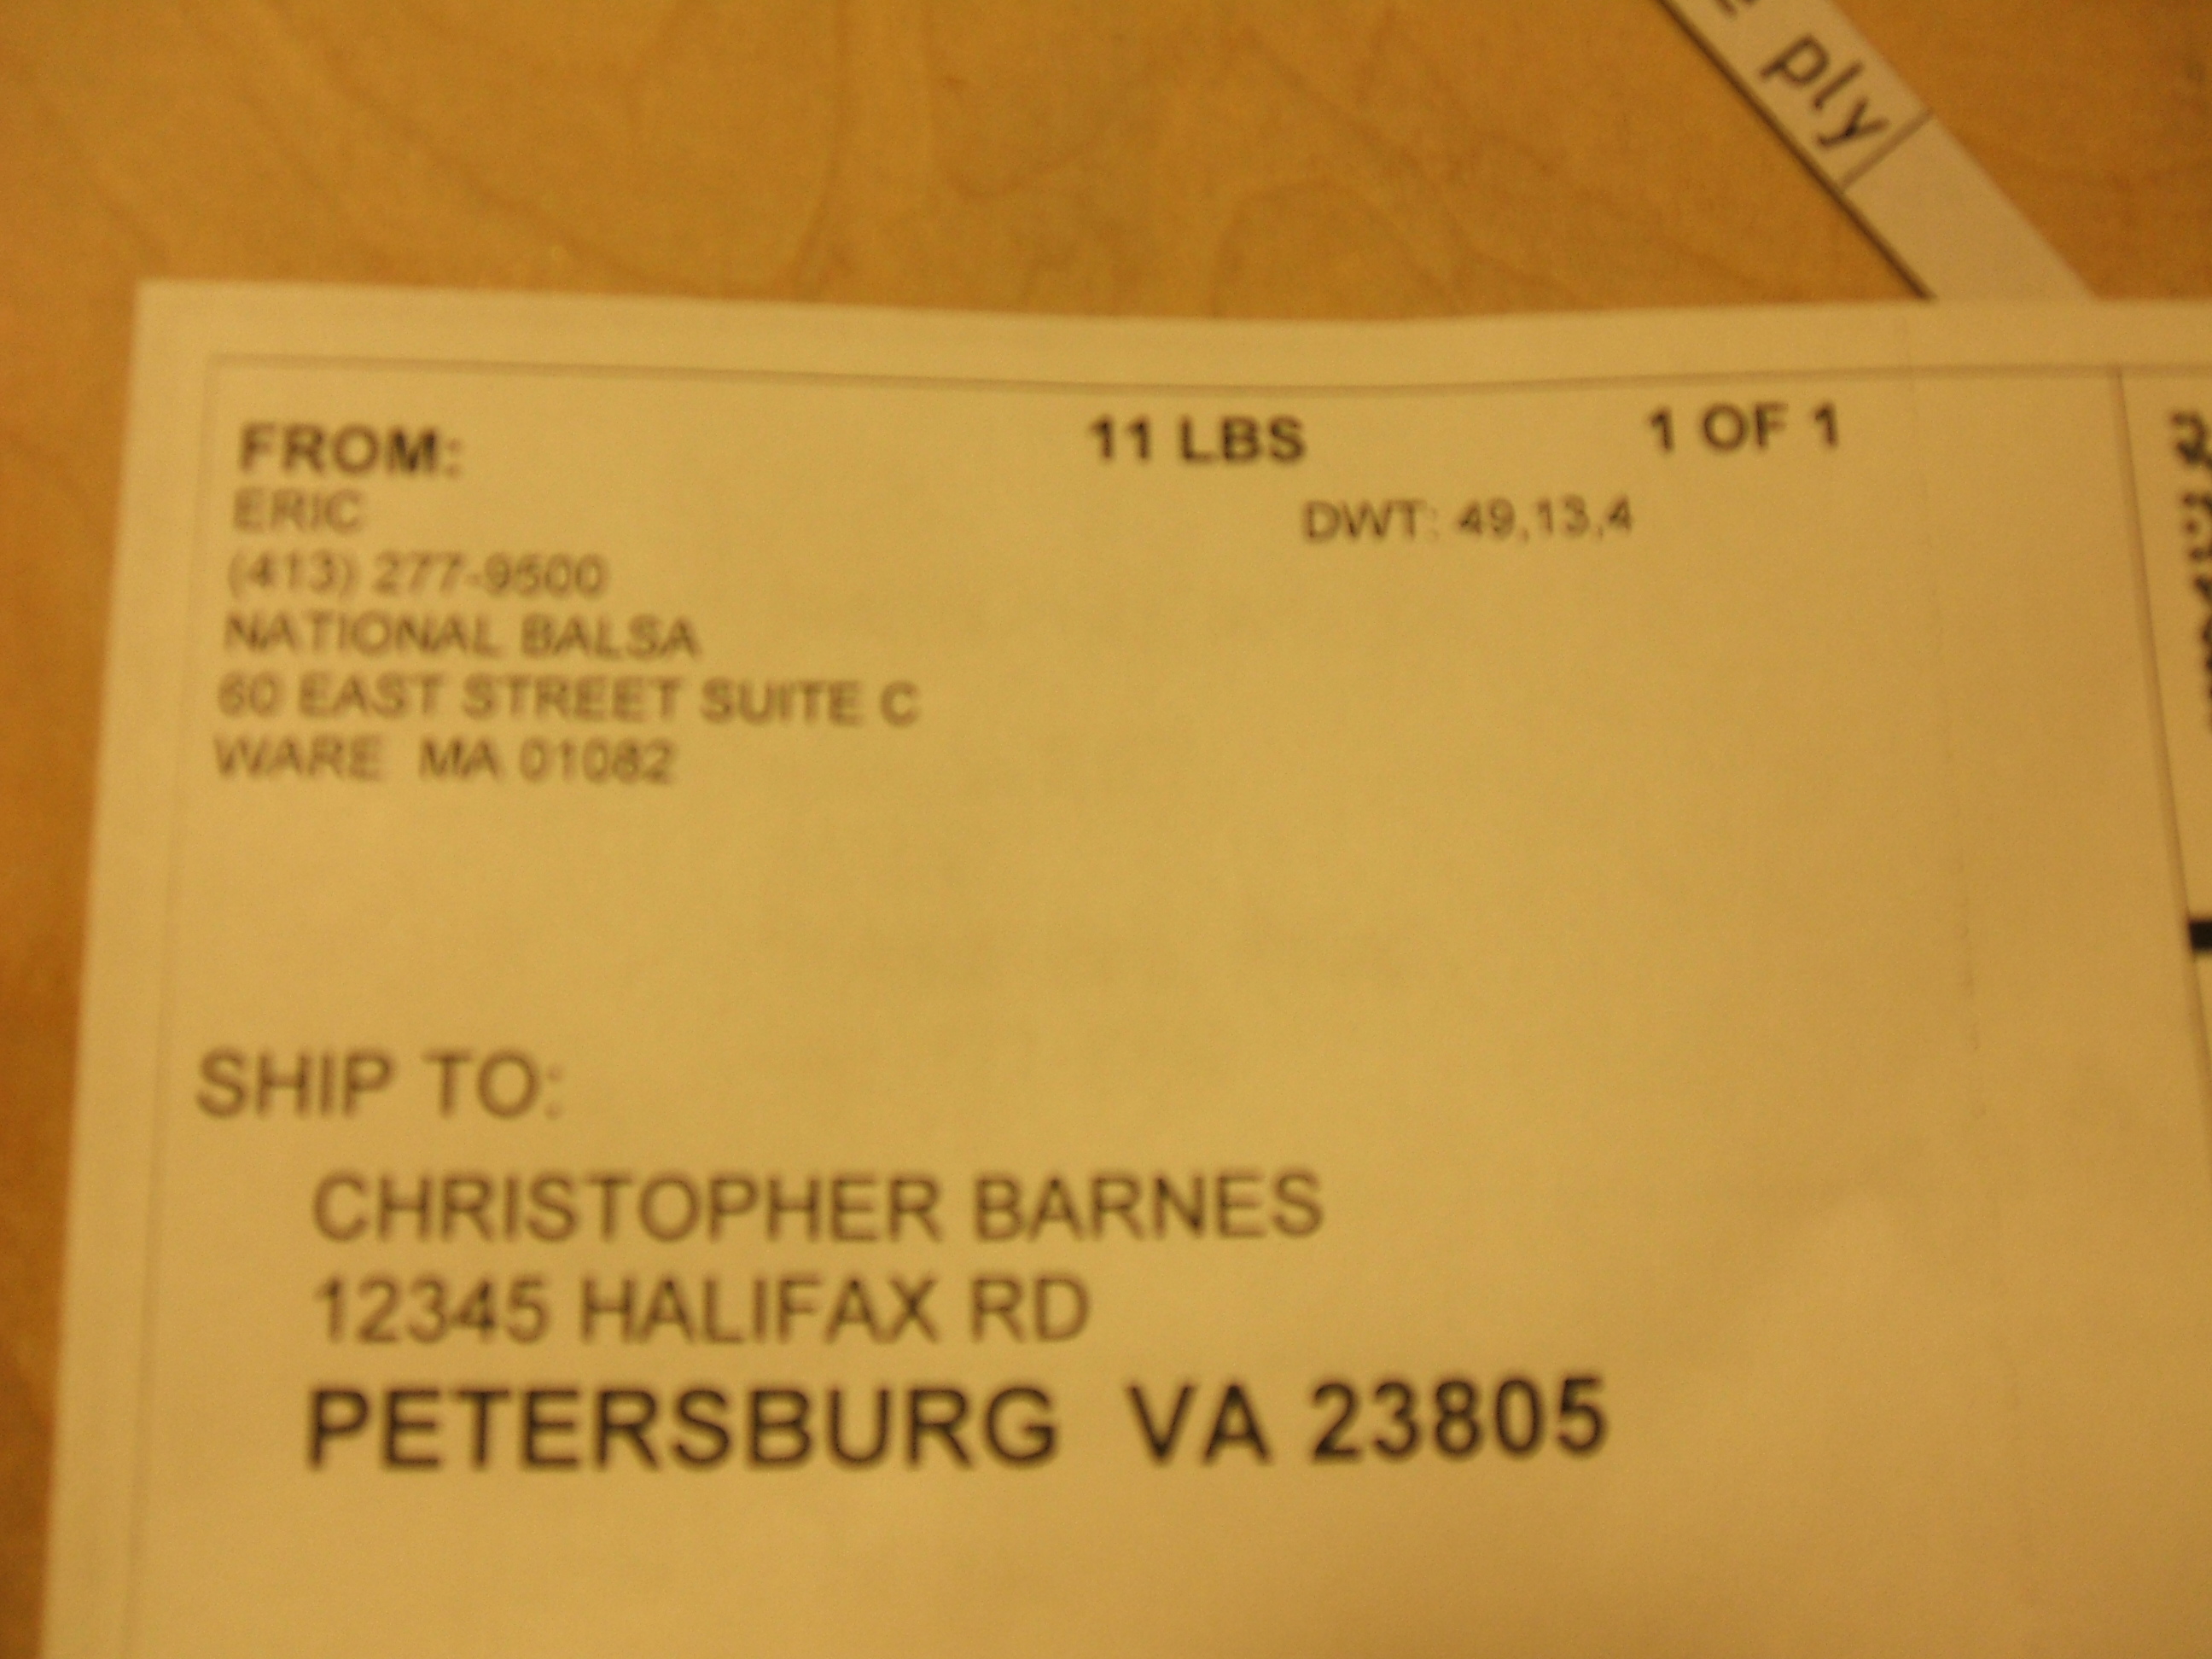 ply
FROM:
11 LBS
1 OF 1
ERIC
DWT: 49,13,4
(413) 277-9500
NATIONAL BALSA
60 EAST STREET SUITE C
WARE MA 01082
SHIP TO:
CHRISTOPHER BARNES
12345 HALIFAX RD
PETERSBURG VA 23805